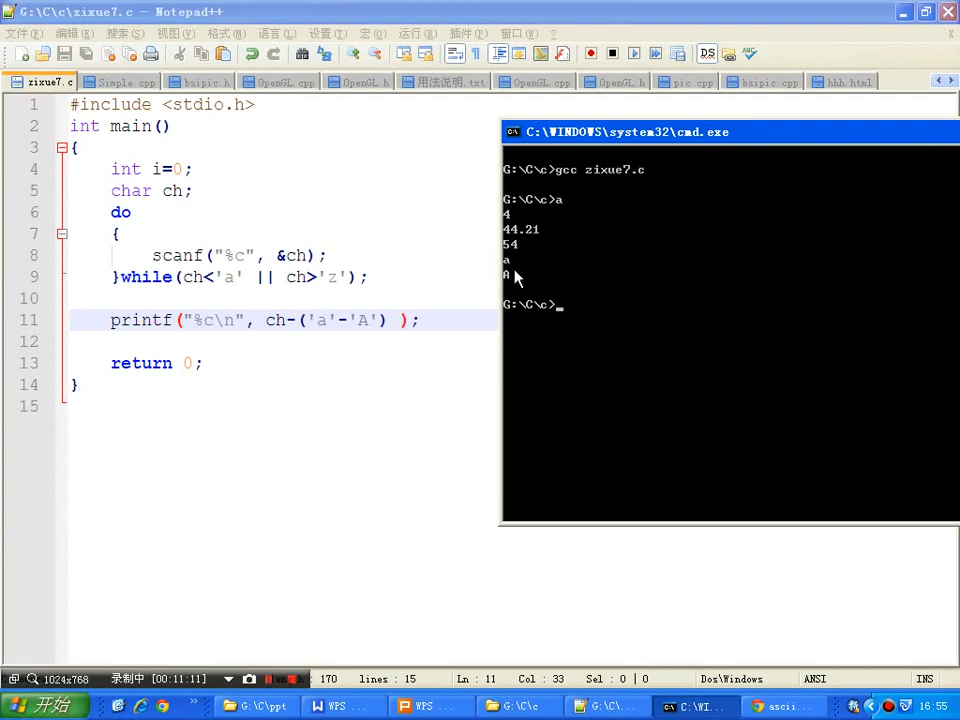 G:\C\c\zixue7.c - Notepad++
文件(F) 编辑(E) 搜索(S) 视图(V) 格式(M) 语言(L) 设置(T) 宏(O) 运行(R) 插件(P) 窗口(W) ? X
zixue7.c Simple.cpp bsipic.h OpenGL.cpp OpenGL.h 用法说明.txt OpenGL.cpp OpenGL.h pic.cpp bsipic.cpp hhh.html
1 #include <stdio.h>
2 int main()
3 {
4 int i=0;
5 char ch;
6 do
7 {
8 scanf("%c", &ch);
9 }while(ch<'a' || ch>'z');
10
11 printf("%c\n", ch-('a'-'A') );
12
13 return 0;
14 }
15
C:\WINDOWS\system32\cmd.exe
G:\C\c>gcc zixue7.c
G:\C\c>a
4
44.21
54
a
A
G:\C\c>_
1024x768 录制中 [00:11:11] : 170 lines : 15 Ln : 11 Col : 33 Sel : 0 | 0 Dos\Windows ANSI INS
开始 G:\C\ppt WPS ... WPS ... G:\C\c G:\C... C:\WI... ascii... 16:55